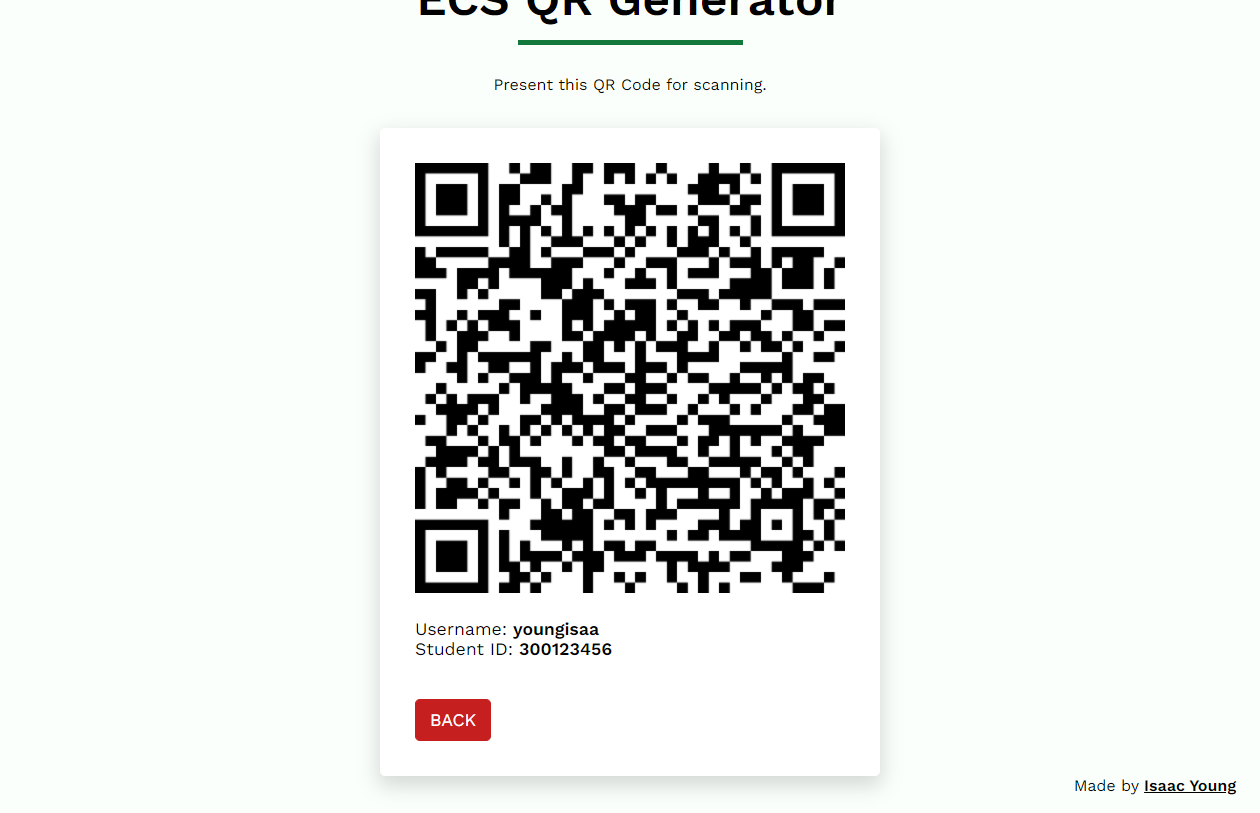 ECS QR Generator
Present this QR Code for scanning.
Username: youngisaa
Student ID: 300123456
BACK
Made by Isaac Young